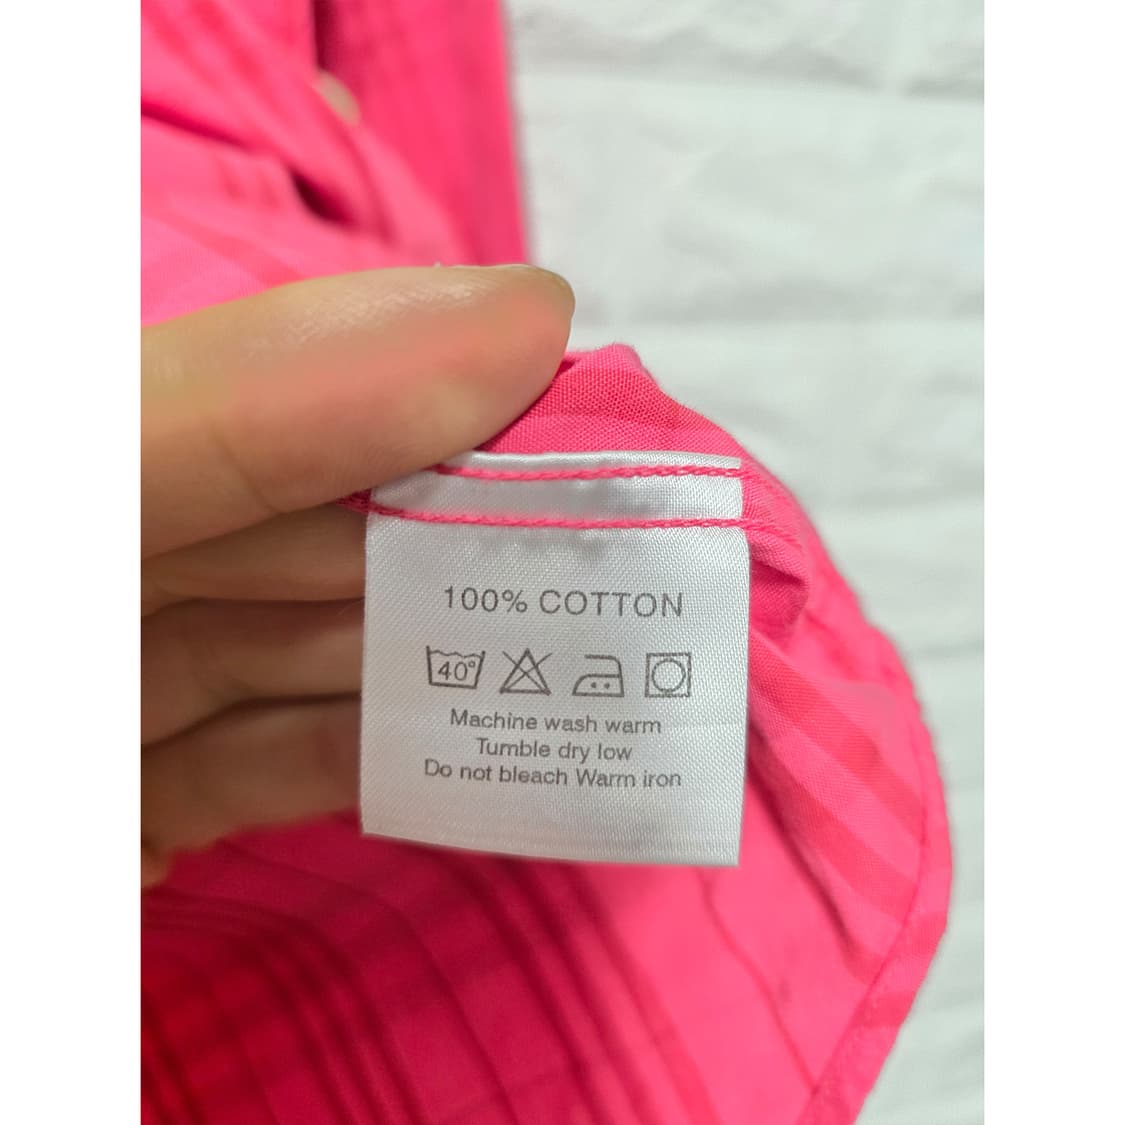 100% COTTON
40°
Machine wash warm
Tumble dry low
Do not bleach Warm iron